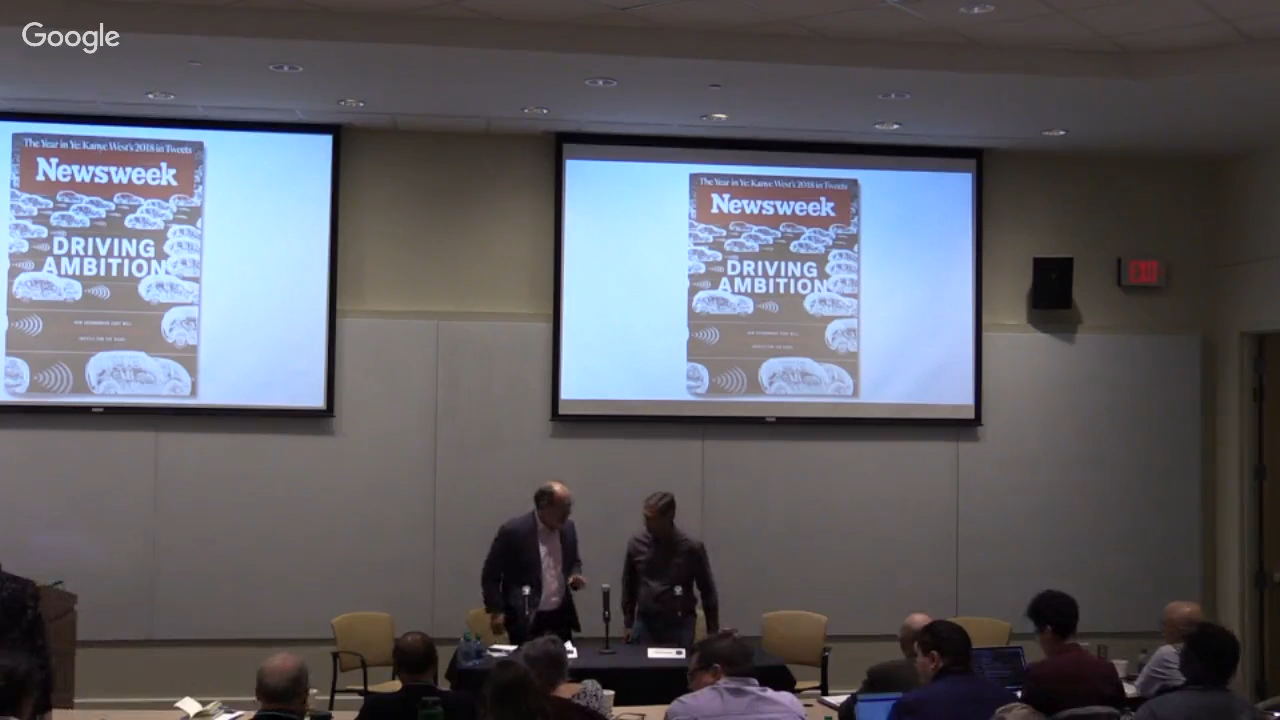 Google
The Year in Ye: Kanye West's 2018 in Tweets
Newsweek
DRIVING
AMBITION
The Year in Ye: Kanye West's 2018 in Tweets
Newsweek
DRIVING
AMBITION